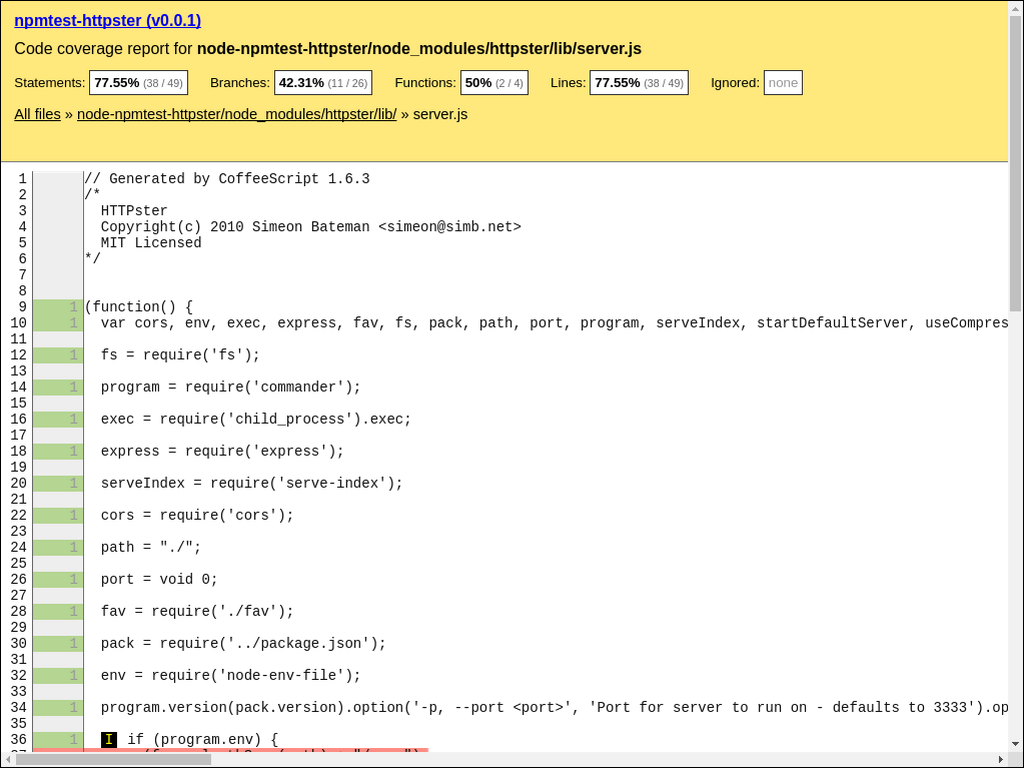 npmtest-httpster (v0.0.1)
Code coverage report for node-npmtest-httpster/node_modules/httpster/lib/server.js
Statements: 77.55% (38 / 49) Branches: 42.31% (11 / 26) Functions: 50% (2 / 4) Lines: 77.55% (38 / 49) Ignored: none
All files » node-npmtest-httpster/node_modules/httpster/lib/ » server.js
1 // Generated by CoffeeScript 1.6.3
2 /*
3 HTTPster
4 Copyright(c) 2010 Simeon Bateman <simeon@simb.net>
5 MIT Licensed
6 */
7
8
9 1 (function() {
10 1 var cors, env, exec, express, fav, fs, pack, path, port, program, serveIndex, startDefaultServer, useCompres
11
12 1 fs = require('fs');
13
14 1 program = require('commander');
15
16 1 exec = require('child_process').exec;
17
18 1 express = require('express');
19
20 1 serveIndex = require('serve-index');
21
22 1 cors = require('cors');
23
24 1 path = "./";
25
26 1 port = void 0;
27
28 1 fav = require('./fav');
29
30 1 pack = require('../package.json');
31
32 1 env = require('node-env-file');
33
34 1 program.version(pack.version).option('-p, --port <port>', 'Port for server to run on - defaults to 3333').op
35
36 1 I if (program.env) {